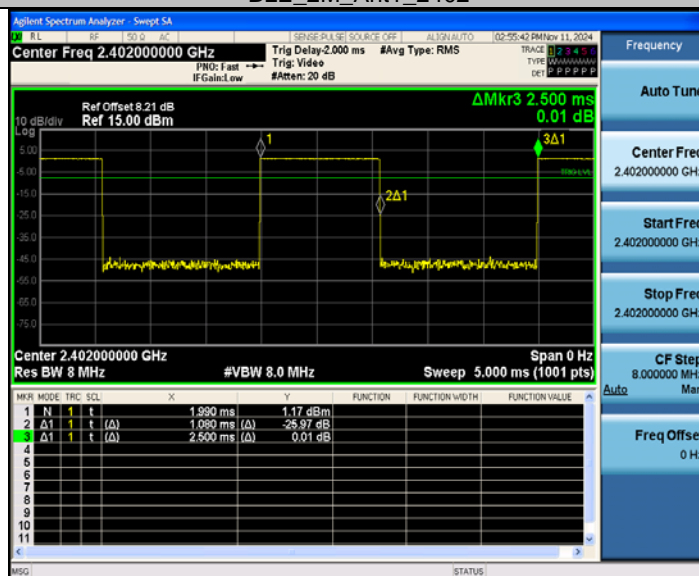 BLE_2M_Ant1_2402
Agilent Spectrum Analyzer - Swept SA
RL RF 50 Ω AC SENSE:PULSE SOURCE OFF ALIGN AUTO 02:55:42 PM Nov 11, 2024
Center Freq 2.402000000 GHz
PNO: Fast
IFGain:Low
Trig Delay-2.000 ms
Trig: Video
#Atten: 20 dB
#Avg Type: RMS
TRACE 1 2 3 4 5 6
TYPE
DET P P P P P P
Ref Offset 8.21 dB
Ref 15.00 dBm
10 dB/div
Log
ΔMkr3 2.500 ms
0.01 dB
1
3Δ1
2Δ1
TRIG LVL
5.00
-5.00
-15.0
-25.0
-35.0
-45.0
-55.0
-65.0
-75.0
Center 2.402000000 GHz
Span 0 Hz
Res BW 8 MHz
#VBW 8.0 MHz
Sweep 5.000 ms (1001 pts)
MKR MODE TRC SCL X Y FUNCTION FUNCTION WIDTH FUNCTION VALUE
1 N 1 t 1.990 ms 1.17 dBm
2 Δ1 1 t (Δ) 1.080 ms (Δ) -25.97 dB
3 Δ1 1 t (Δ) 2.500 ms (Δ) 0.01 dB
4
5
6
7
8
9
10
11
MSG STATUS
Frequency
Auto Tune
Center Freq
2.402000000 GHz
Start Freq
2.402000000 GHz
Stop Freq
2.402000000 GHz
CF Step
8.000000 MHz
Auto Man
Freq Offset
0 Hz